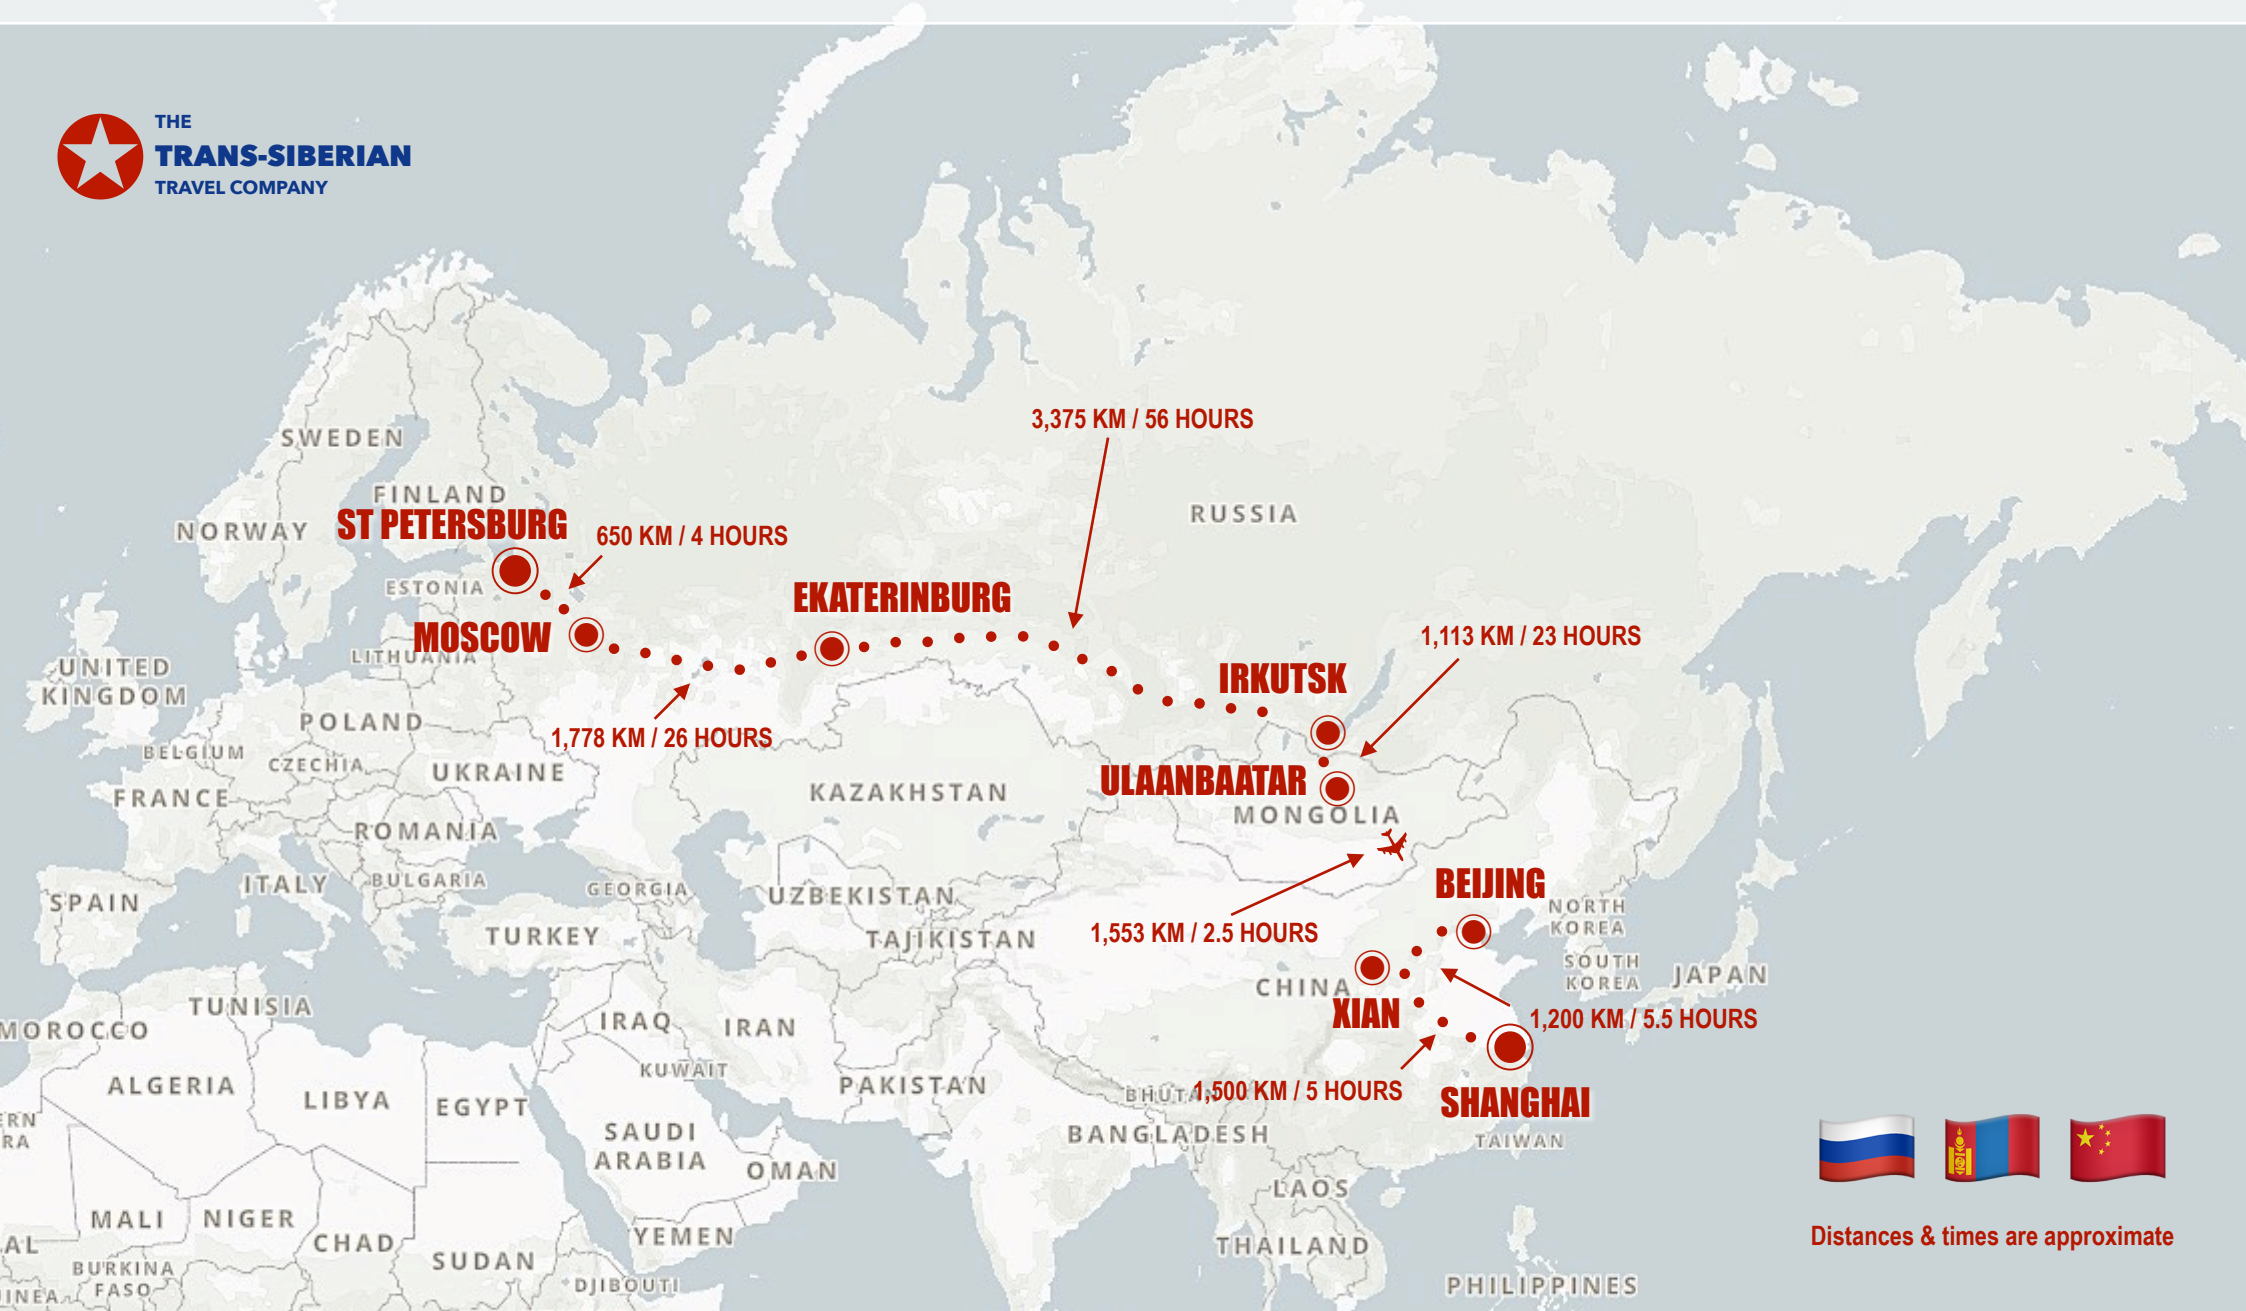 THE
TRANS-SIBERIAN
TRAVEL COMPANY
3,375 KM / 56 HOURS
SWEDEN
FINLAND
RUSSIA
NORWAY
ST PETERSBURG
650 KM / 4 HOURS
ESTONIA
EKATERINBURG
MOSCOW
1,113 KM / 23 HOURS
LITHUANIA
UNITED
KINGDOM
IRKUTSK
POLAND
1,778 KM / 26 HOURS
BELGIUM
CZECHIA
UKRAINE
ULAANBAATAR
KAZAKHSTAN
FRANCE
MONGOLIA
ROMANIA
ITALY
BULGARIA
GEORGIA
UZBEKISTAN
BEIJING
SPAIN
NORTH
KOREA
TURKEY
TAJIKISTAN
1,553 KM / 2.5 HOURS
SOUTH
KOREA
JAPAN
CHINA
TUNISIA
XIAN
1,200 KM / 5.5 HOURS
MOROCCO
IRAQ
IRAN
KUWAIT
ALGERIA
LIBYA
EGYPT
PAKISTAN
1,500 KM / 5 HOURS
SHANGHAI
SAUDI
ARABIA
BANGLADESH
TAIWAN
OMAN
LAOS
MALI
NIGER
CHAD
YEMEN
Distances & times are approximate
SUDAN
THAILAND
BURKINA
FASO
DJIBOUTI
PHILIPPINES